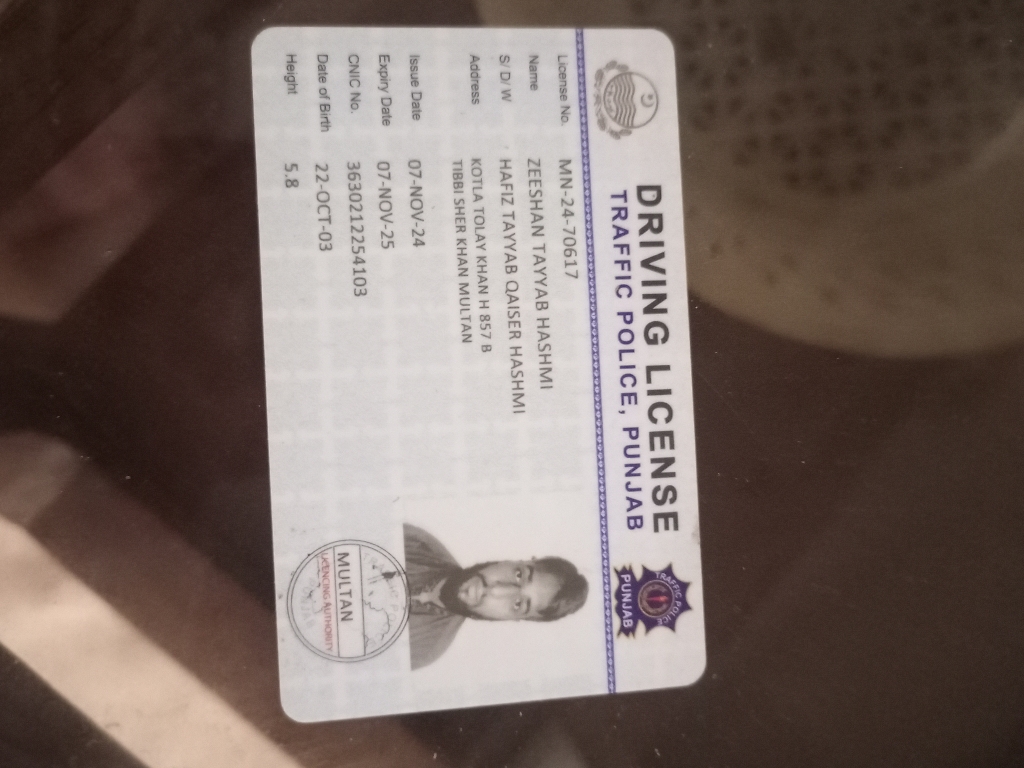 DRIVING LICENSE
TRAFFIC POLICE, PUNJAB
TRAFFIC POLICE
PUNJAB
License No. MN-24-70617
Name ZEESHAN TAYYAB HASHMI
S/ D/ W HAFIZ TAYYAB QAISER HASHMI
Address KOTLA TOLAY KHAN H 857 B
TIBBI SHER KHAN MULTAN
Issue Date 07-NOV-24
Expiry Date 07-NOV-25
CNIC No. 3630212254103
Date of Birth 22-OCT-03
Height 5.8
MULTAN
LICENCING AUTHORITY